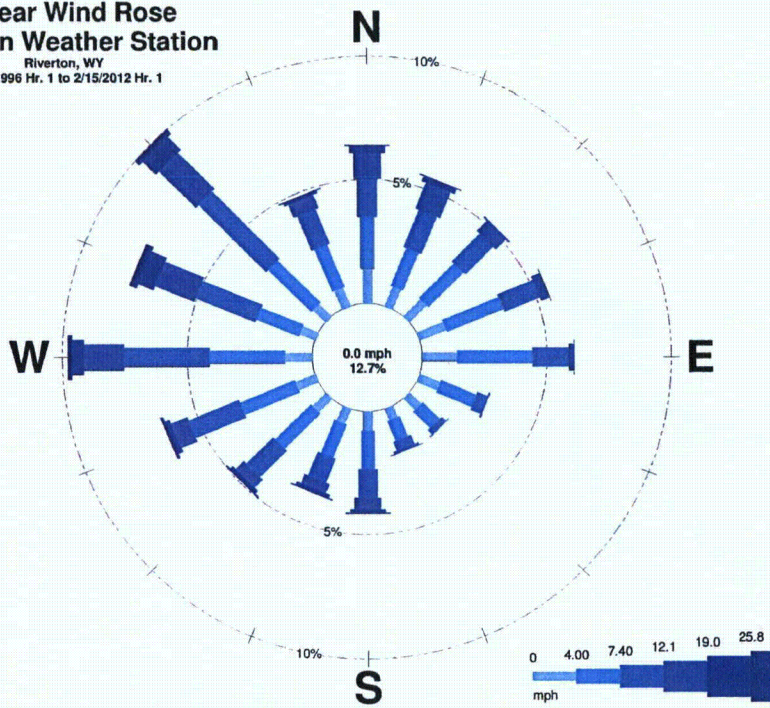 ear Wind Rose
n Weather Station
Riverton, WY
996 Hr. 1 to 2/15/2012 Hr. 1
N
10%
5%
W
0.0 mph
12.7%
E
5%
10%
S
0 4.00 7.40 12.1 19.0 25.8
mph